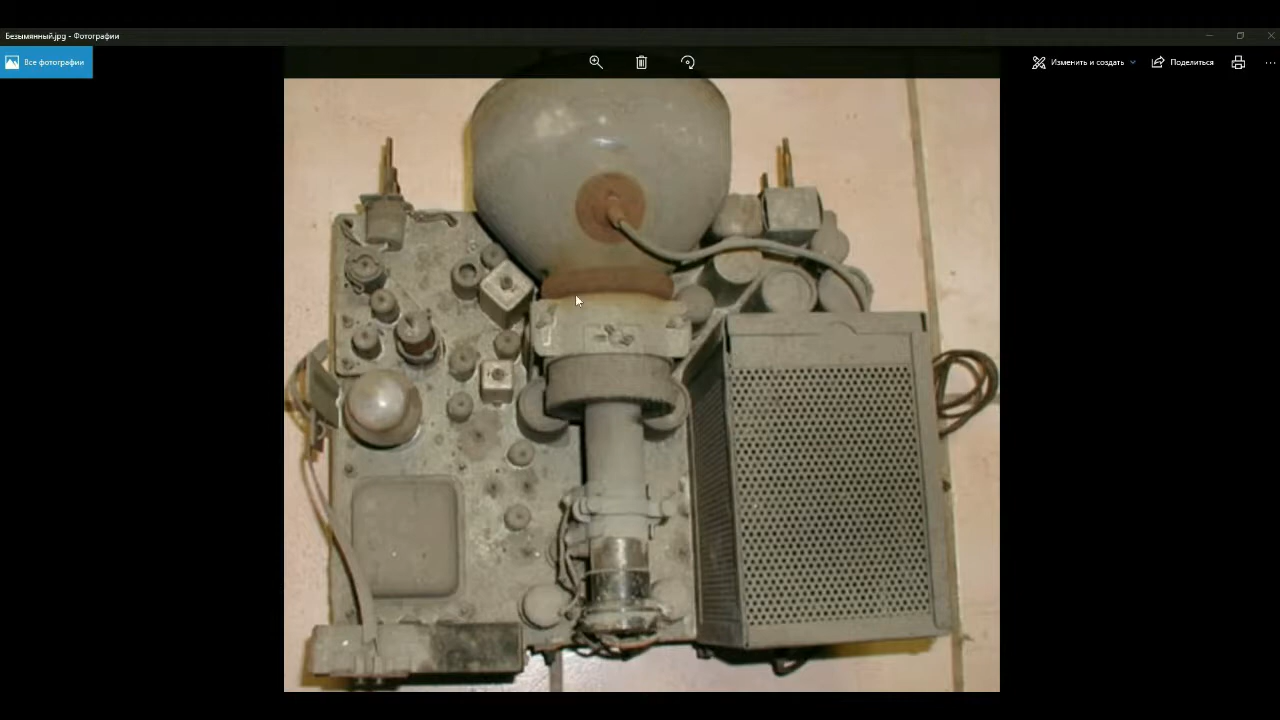 Безымянный.jpg - Фотографии
Все фотографии
Изменить и создать
Поделиться